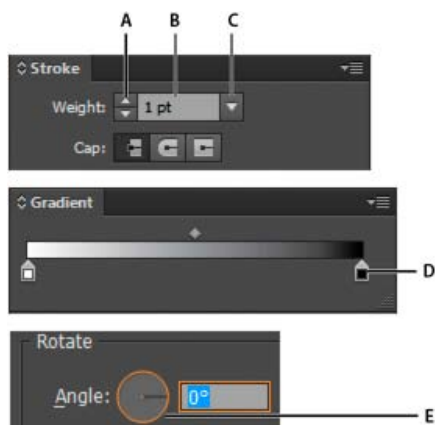 A B C
Stroke
Weight: 1 pt
Cap:
Gradient
D
Rotate
Angle: 0°
E